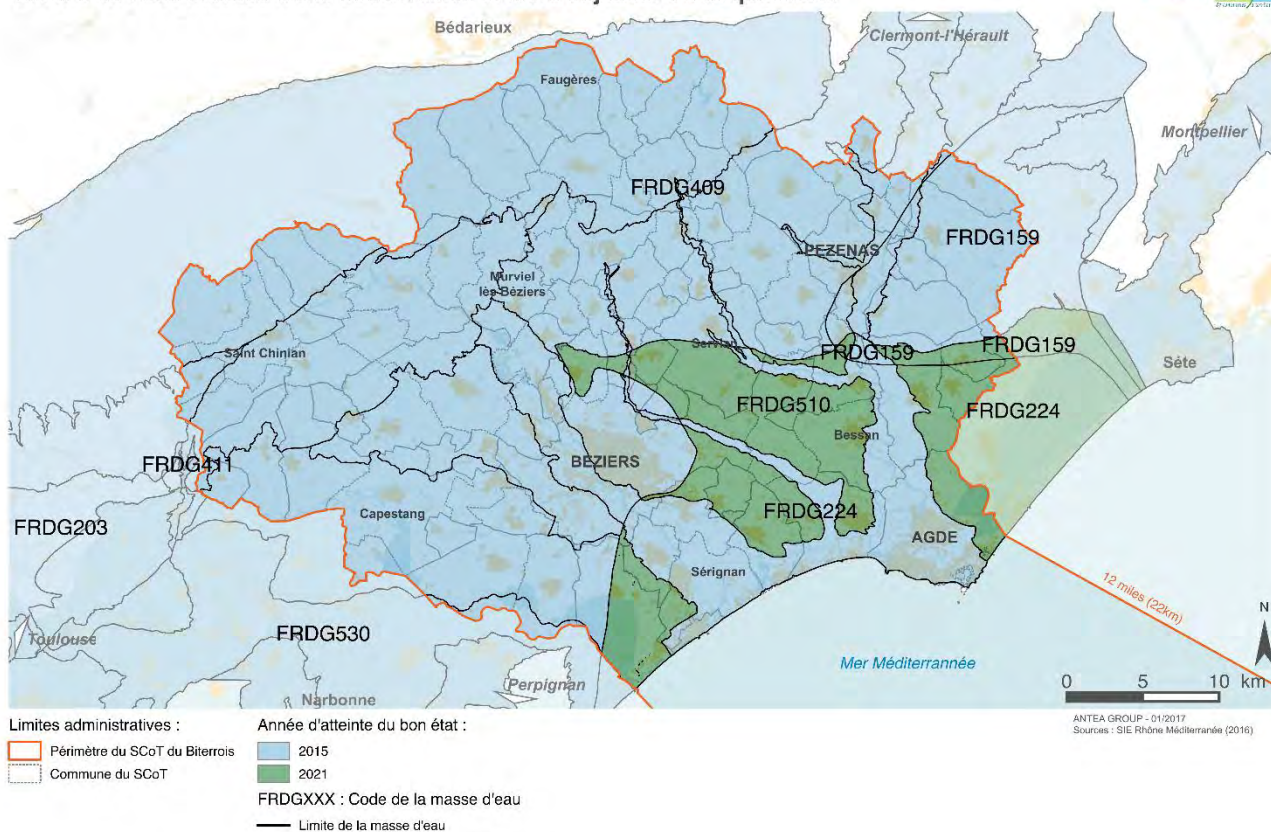 Bédarieux
Clermont-l'Hérault
Faugères
Montpellier
FRDG409
PEZENAS
FRDG159
Murviel
lès Béziers
Saint Chinian
Servian
FRDG159
FRDG159
Séte
FRDG510
FRDG224
Bessan
FRDG411
BEZIERS
Capestang
FRDG224
FRDG203
AGDE
Sérignan
12 miles (22km)
N
FRDG530
Toulouse
Mer Méditerrannée
Perpignan
Narbonne
0 5 10 km
ANTEA GROUP - 01/2017
Sources : SIE Rhône Méditerranée (2016)
Limites administratives :
Périmètre du SCoT du Biterrois
Commune du SCoT
Année d'atteinte du bon état :
2015
2021
FRDGXXX : Code de la masse d'eau
Limite de la masse d'eau